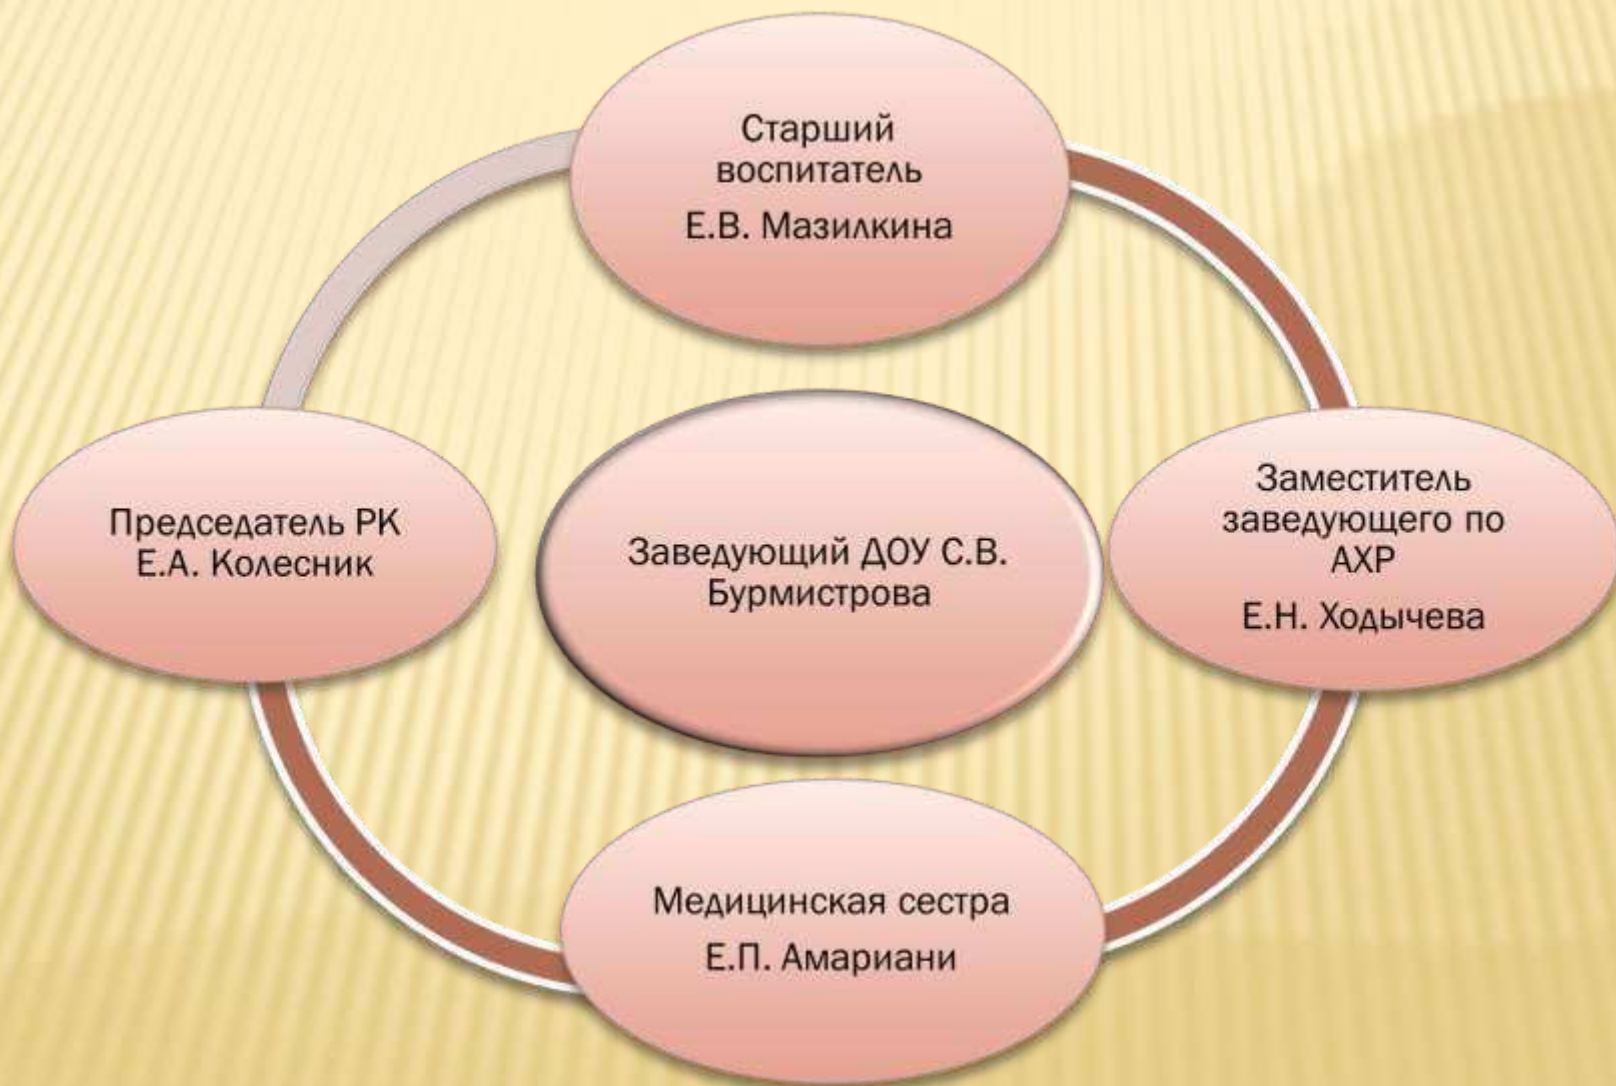 Старший
воспитатель
Е.В. Мазилкина
Председатель РК
Е.А. Колесник
Заведующий ДОУ С.В.
Бурмистрова
Заместитель
заведующего по
АХР
Е.Н. Ходычева
Медицинская сестра
Е.П. Амариани